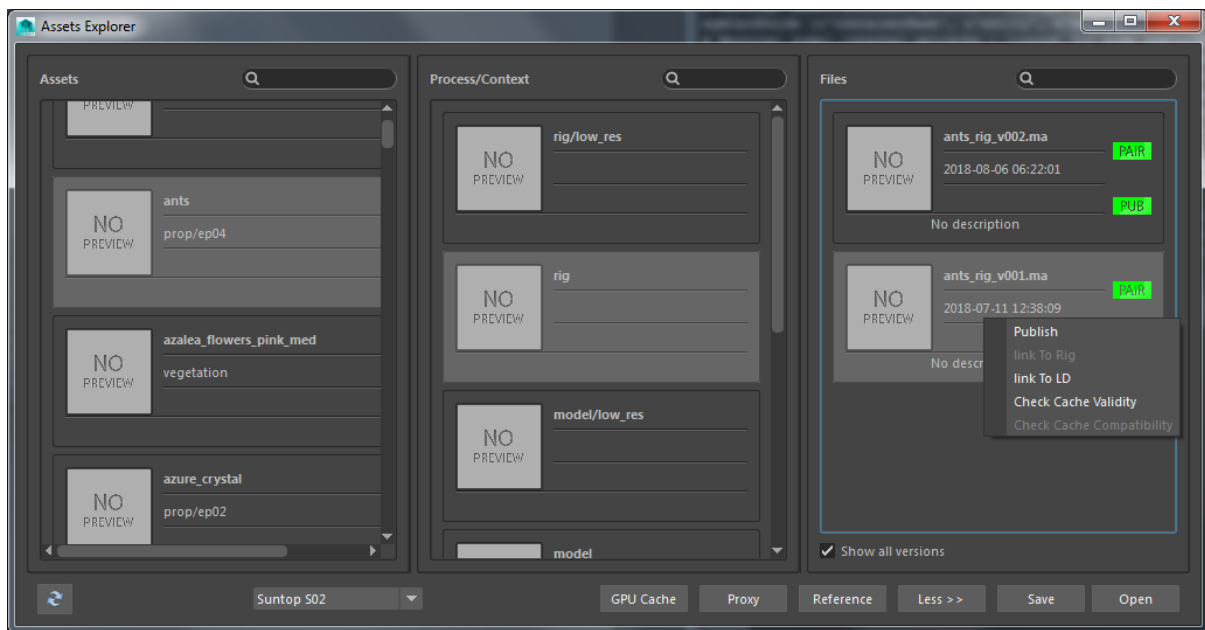 Assets Explorer
Assets
Process/Context
Files
PREVIEW
NO
PREVIEW
ants
prop/ep04
NO
PREVIEW
azalea_flowers_pink_med
vegetation
NO
PREVIEW
azure_crystal
prop/ep02
NO
PREVIEW
rig/low_res
NO
PREVIEW
rig
NO
PREVIEW
model/low_res
model
NO
PREVIEW
ants_rig_v002.ma
PAIR
2018-08-06 06:22:01
PUB
No description
NO
PREVIEW
ants_rig_v001.ma
PAIR
2018-07-11 12:38:09
No descr
Publish
link To Rig
link To LD
Check Cache Validity
Check Cache Compatibility
Show all versions
Suntop S02
GPU Cache
Proxy
Reference
Less >>
Save
Open